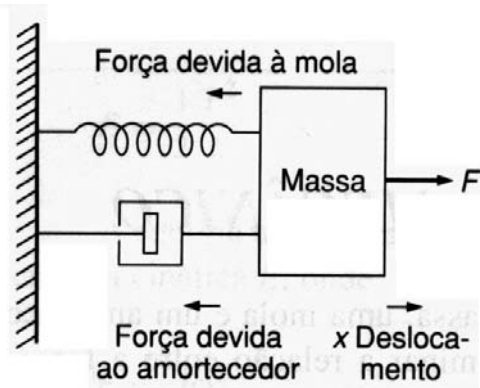 Força devida à mola
Massa
F
Força devida
ao amortecedor
x Desloca-
mento